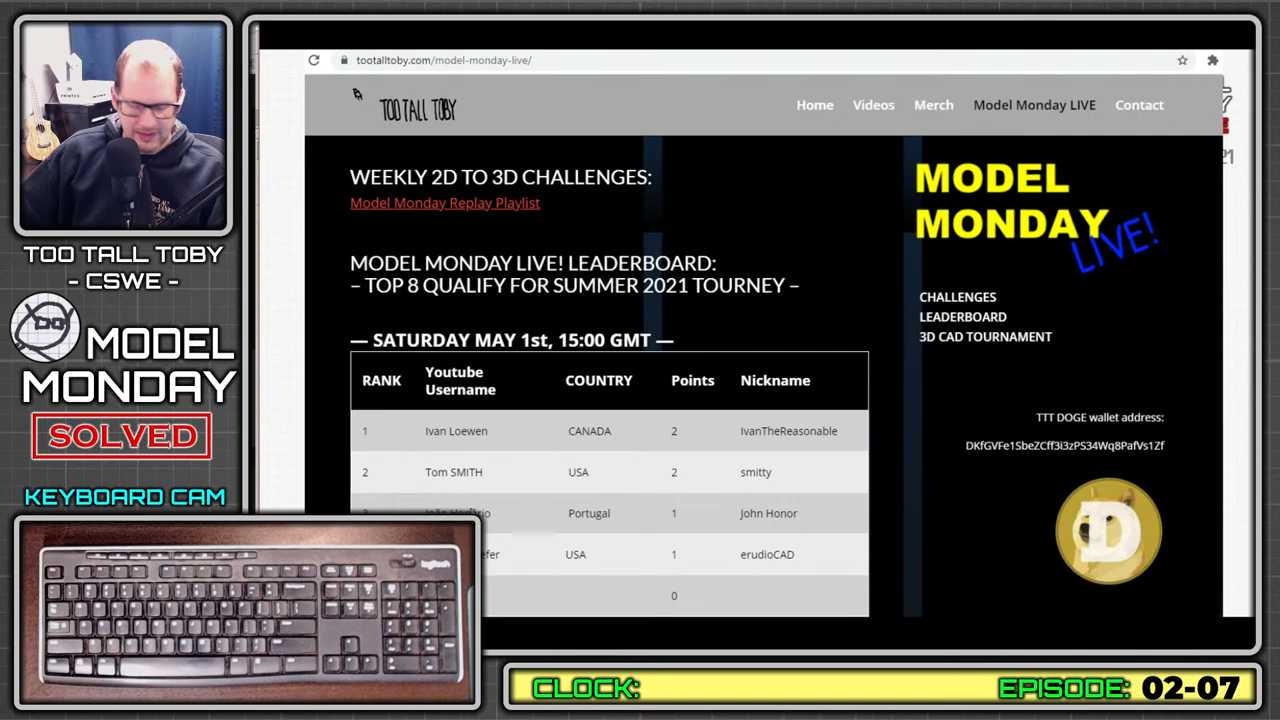 tootalltoby.com/model-monday-live/
TOO TALL TOBY
Home Videos Merch Model Monday LIVE Contact
WEEKLY 2D TO 3D CHALLENGES:
Model Monday Replay Playlist
MODEL MONDAY LIVE! LEADERBOARD:
– TOP 8 QUALIFY FOR SUMMER 2021 TOURNEY –
— SATURDAY MAY 1st, 15:00 GMT —
RANK Youtube Username COUNTRY Points Nickname
1 Ivan Loewen CANADA 2 IvanTheReasonable
2 Tom SMITH USA 2 smitty
Portugal 1 John Honor
USA 1 erudioCAD
0
MODEL
MONDAY
LIVE!
CHALLENGES
LEADERBOARD
3D CAD TOURNAMENT
TTT DOGE wallet address:
DKfGVFe1SbeZCff3i3zPS34Wq8PafVs1Zf
TOO TALL TOBY
- CSWE -
MODEL
MONDAY
SOLVED
KEYBOARD CAM
logitech
CLOCK:
EPISODE: 02-07